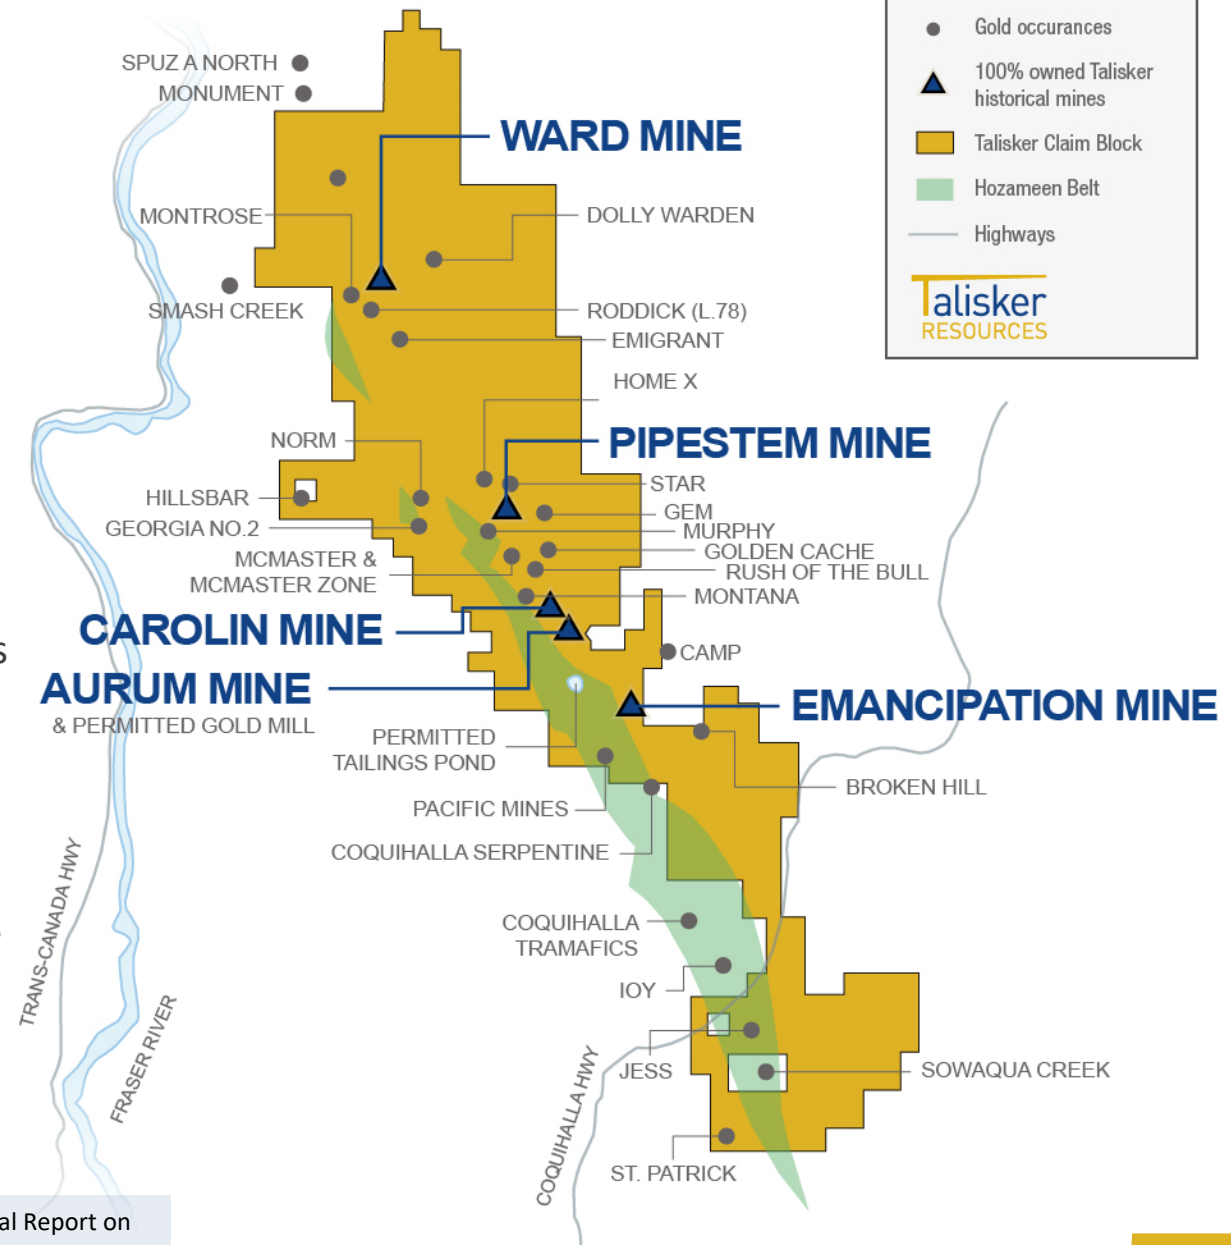 Gold occurances
100% owned Talisker
historical mines
Talisker Claim Block
Hozameen Belt
Highways
Talisker
RESOURCES
SPUZ A NORTH
MONUMENT
WARD MINE
MONTROSE
DOLLY WARDEN
SMASH CREEK
RODDICK (L.78)
EMIGRANT
HOME X
NORM
PIPESTEM MINE
STAR
HILLSBAR
GEM
GEORGIA NO.2
MURPHY
GOLDEN CACHE
MCMASTER &
MCMASTER ZONE
RUSH OF THE BULL
MONTANA
CAROLIN MINE
s
CAMP
AURUM MINE
& PERMITTED GOLD MILL
EMANCIPATION MINE
PERMITTED
TAILINGS POND
BROKEN HILL
PACIFIC MINES
COQUIHALLA SERPENTINE
TRANS-CANADA HWY
COQUIHALLA
TRAMAFICS
IOY
FRASER RIVER
JESS
SOWAQUA CREEK
COQUIHALLA HWY
ST. PATRICK
al Report on